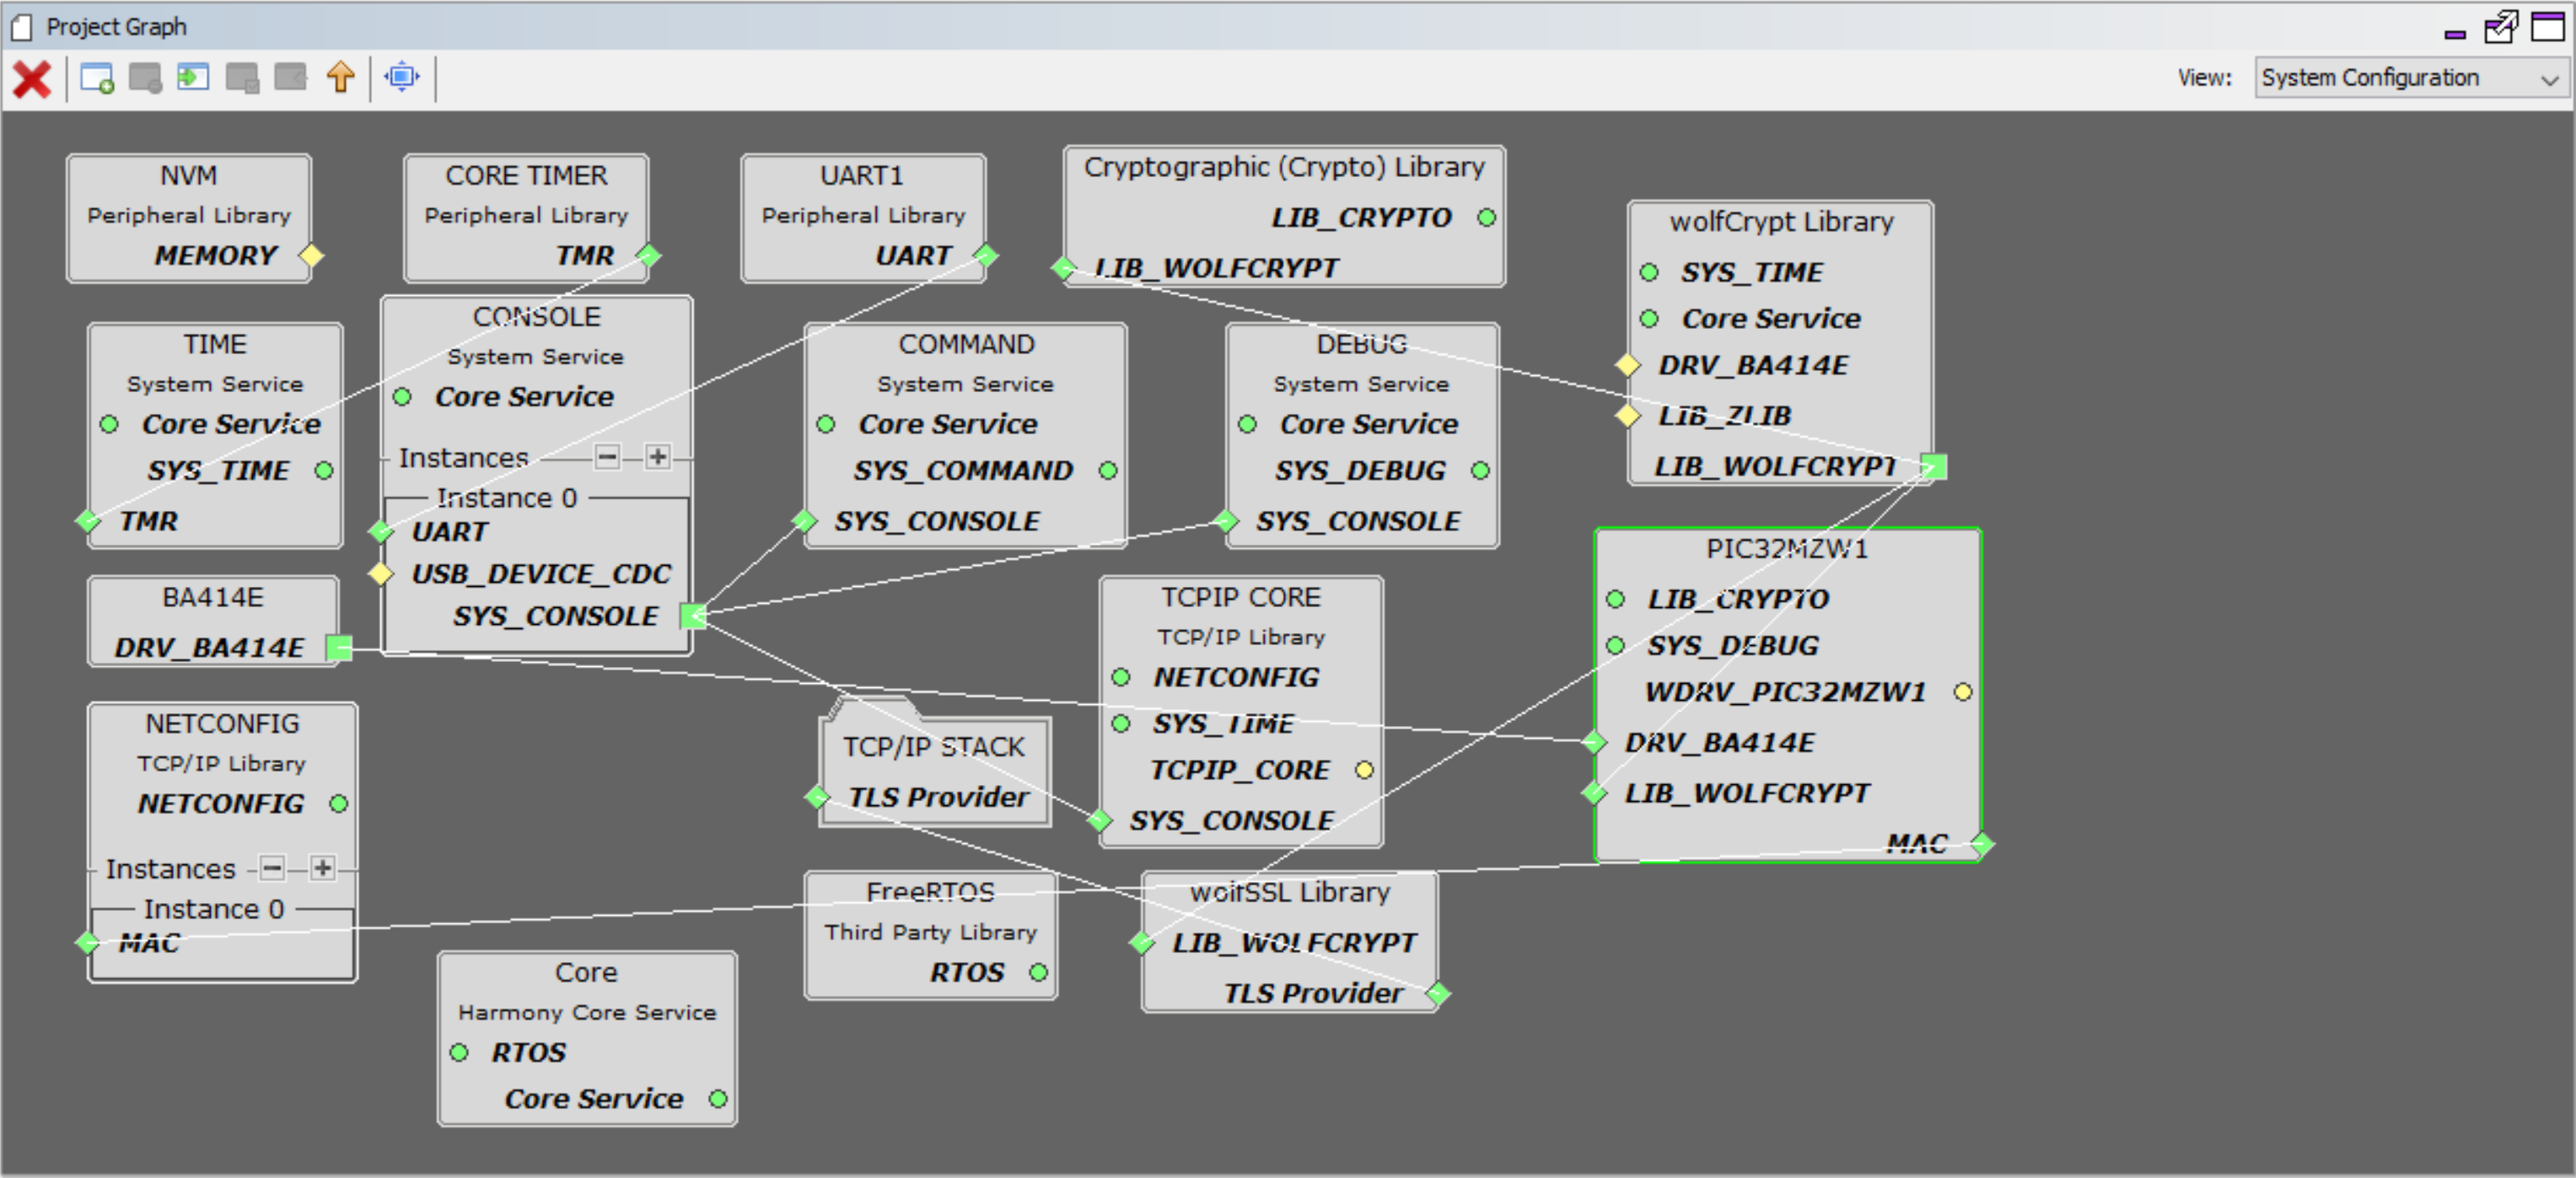 Project Graph
View: System Configuration
NVM
Peripheral Library
MEMORY
CORE TIMER
Peripheral Library
TMR
UART1
Peripheral Library
UART
Cryptographic (Crypto) Library
LIB_CRYPTO
LIB_WOLFCRYPT
wolfCrypt Library
SYS_TIME
Core Service
DRV_BA414E
LIB_ZLIB
LIB_WOLFCRYPT
TIME
System Service
Core Service
SYS_TIME
TMR
CONSOLE
System Service
Core Service
Instances
Instance 0
UART
USB_DEVICE_CDC
SYS_CONSOLE
COMMAND
System Service
Core Service
SYS_COMMAND
SYS_CONSOLE
DEBUG
System Service
Core Service
SYS_DEBUG
SYS_CONSOLE
BA414E
DRV_BA414E
TCPIP CORE
TCP/IP Library
NETCONFIG
SYS_TIME
TCPIP_CORE
SYS_CONSOLE
PIC32MZW1
LIB_CRYPTO
SYS_DEBUG
WDRV_PIC32MZW1
DRV_BA414E
LIB_WOLFCRYPT
MAC
NETCONFIG
TCP/IP Library
NETCONFIG
Instances
Instance 0
MAC
TCP/IP STACK
TLS Provider
FreeRTOS
Third Party Library
RTOS
wolfSSL Library
LIB_WOLFCRYPT
TLS Provider
Core
Harmony Core Service
RTOS
Core Service